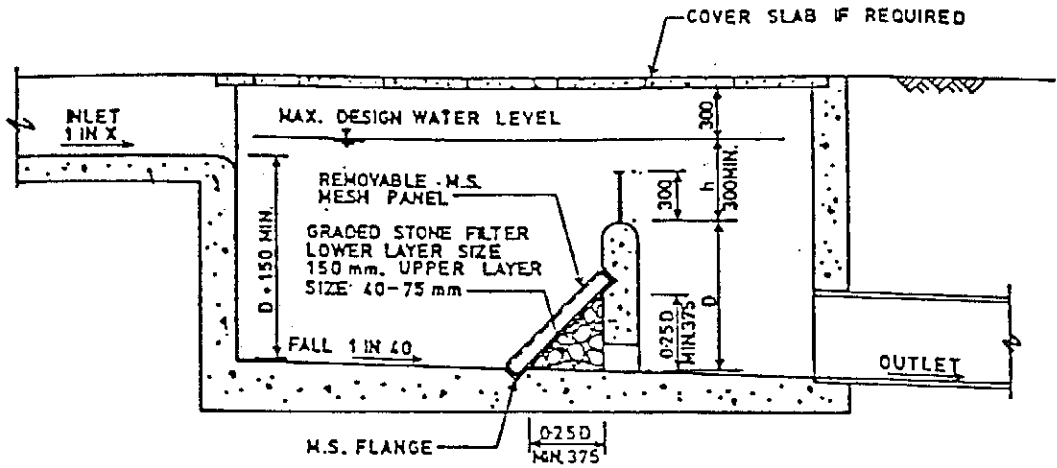 COVER SLAB IF REQUIRED
INLET
1 IN X
MAX. DESIGN WATER LEVEL
300
h
300MIN.
300
REMOVABLE M.S.
MESH PANEL
GRADED STONE FILTER
LOWER LAYER SIZE
150 mm. UPPER LAYER
SIZE 40-75 mm
D + 150 MIN.
D
0.25D
MIN.375
FALL 1 IN 40
OUTLET
M.S. FLANGE
0.25D
MIN.375